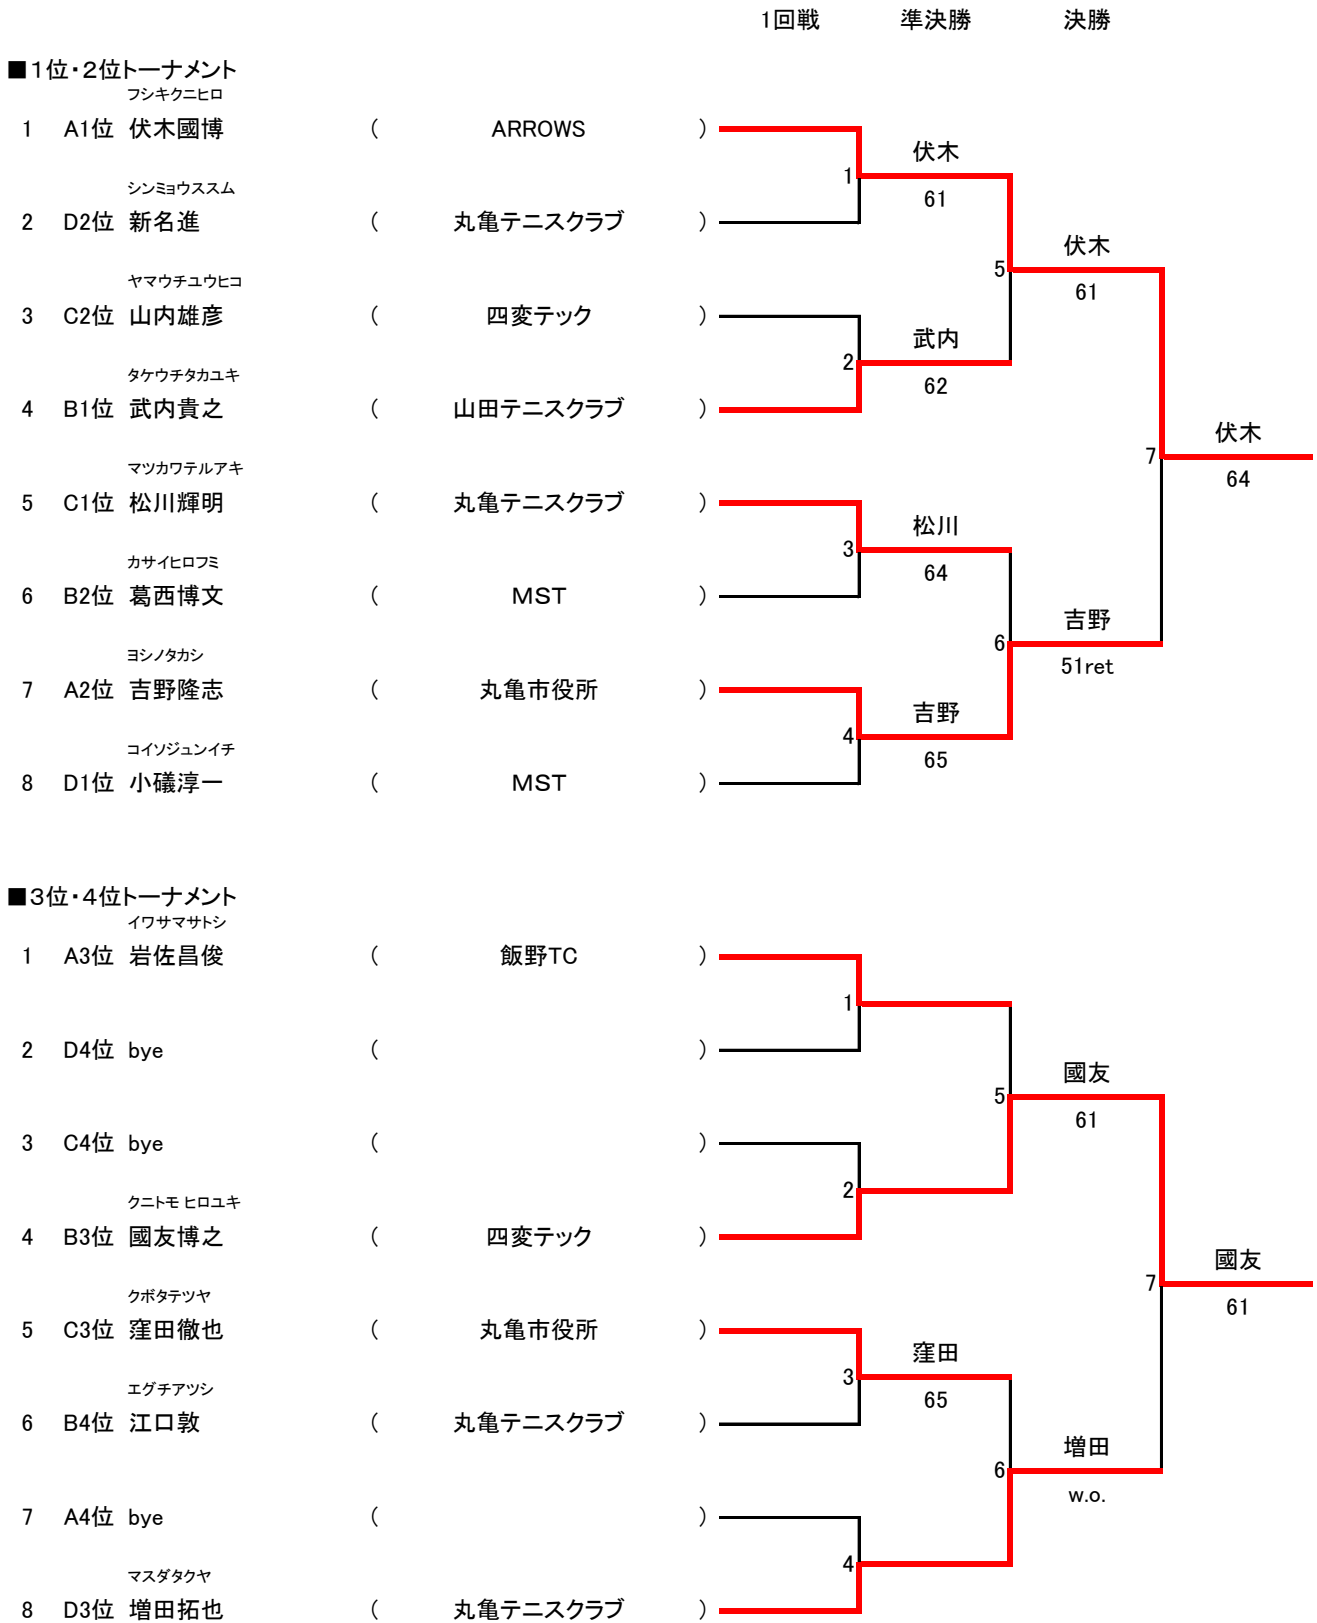 1回戦 準決勝 決勝
■1位・2位トーナメント
フシキクニヒロ
1 A1位 伏木國博 ( ARROWS )
伏木
1
61
シンミョウススム
2 D2位 新名進 ( 丸亀テニスクラブ )
伏木
5
61
ヤマウチユウヒコ
3 C2位 山内雄彦 ( 四変テック )
武内
2
62
タケウチタカユキ
4 B1位 武内貴之 ( 山田テニスクラブ )
伏木
7
64
マツカワテルアキ
5 C1位 松川輝明 ( 丸亀テニスクラブ )
松川
3
64
カサイヒロフミ
6 B2位 葛西博文 ( MST )
吉野
6
51ret
ヨシノタカシ
7 A2位 吉野隆志 ( 丸亀市役所 )
吉野
4
65
コイソジュンイチ
8 D1位 小礒淳一 ( MST )
■3位・4位トーナメント
イワサマサトシ
1 A3位 岩佐昌俊 ( 飯野TC )
1
2 D4位 bye ( )
國友
5
61
3 C4位 bye ( )
2
クニトモ ヒロユキ
4 B3位 國友博之 ( 四変テック )
國友
7
61
クボタテツヤ
5 C3位 窪田徹也 ( 丸亀市役所 )
窪田
3
65
エグチアツシ
6 B4位 江口敦 ( 丸亀テニスクラブ )
増田
6
w.o.
7 A4位 bye ( )
4
マスダタクヤ
8 D3位 増田拓也 ( 丸亀テニスクラブ )